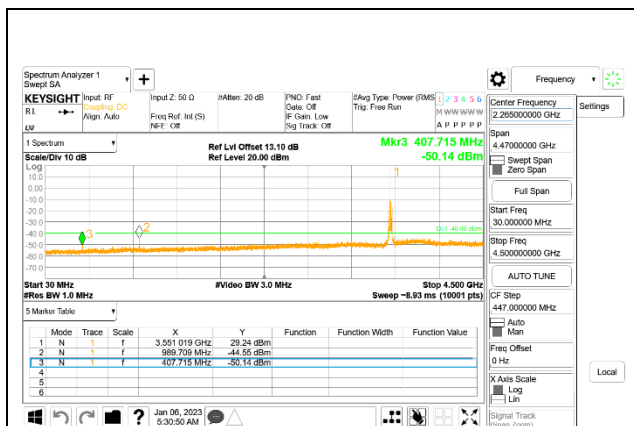 Spectrum Analyzer 1
Swept SA
Frequency
KEYSIGHT Input: RF
Coupling: DC
Align: Auto
Input Z: 50 Ω
Freq Ref: Int (S)
NFE: Off
#Atten: 20 dB
PNO: Fast
Gate: Off
IF Gain: Low
Sig Track: Off
#Avg Type: Power (RMS
Trig: Free Run
1 2 3 4 5 6
M W W W W W
A P P P P P
RL
Center Frequency
2.265000000 GHz
Settings
Span
4.47000000 GHz
Swept Span
Zero Span
Full Span
Start Freq
30.000000 MHz
Stop Freq
4.500000000 GHz
AUTO TUNE
CF Step
447.000000 MHz
Auto
Man
Freq Offset
0 Hz
X Axis Scale
Log
Lin
Signal Track
(Span Zoom)
Local
1 Spectrum
Scale/Div 10 dB
Ref Lvl Offset 13.10 dB
Ref Level 20.00 dBm
Mkr3 407.715 MHz
-50.14 dBm
Log
10.0
0.00
-10.0
-20.0
-30.0
-40.0
-50.0
-60.0
-70.0
1
2
3
Start 30 MHz
#Res BW 1.0 MHz
#Video BW 3.0 MHz
Stop 4.500 GHz
Sweep ~8.93 ms (10001 pts)
5 Marker Table
Mode Trace Scale X Y Function Function Width Function Value
1 N 1 f 3.551 019 GHz 29.24 dBm
2 N 1 f 989.709 MHz -44.55 dBm
3 N 1 f 407.715 MHz -50.14 dBm
4
5
6
Jan 06, 2023
5:30:50 AM